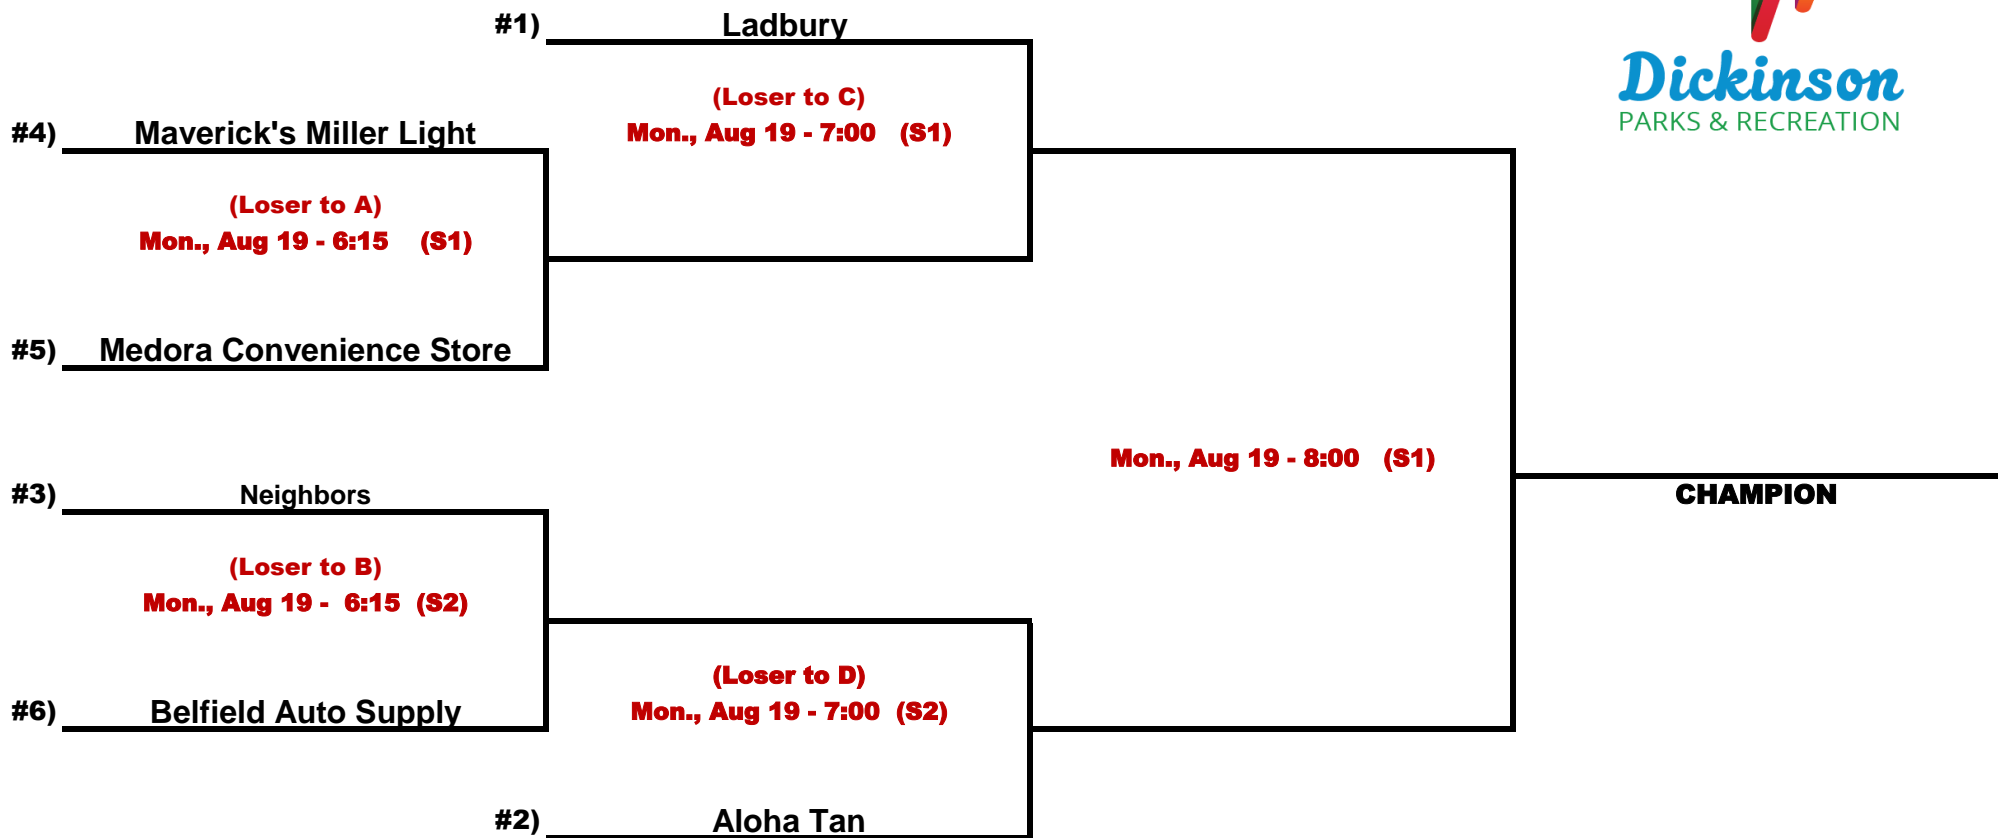 #1) Ladbury
Dickinson
PARKS & RECREATION
(Loser to C)
#4) Maverick's Miller Light
Mon., Aug 19 - 7:00 (S1)
(Loser to A)
Mon., Aug 19 - 6:15 (S1)
#5) Medora Convenience Store
Mon., Aug 19 - 8:00 (S1)
#3) Neighbors
CHAMPION
(Loser to B)
Mon., Aug 19 - 6:15 (S2)
(Loser to D)
#6) Belfield Auto Supply
Mon., Aug 19 - 7:00 (S2)
#2) Aloha Tan